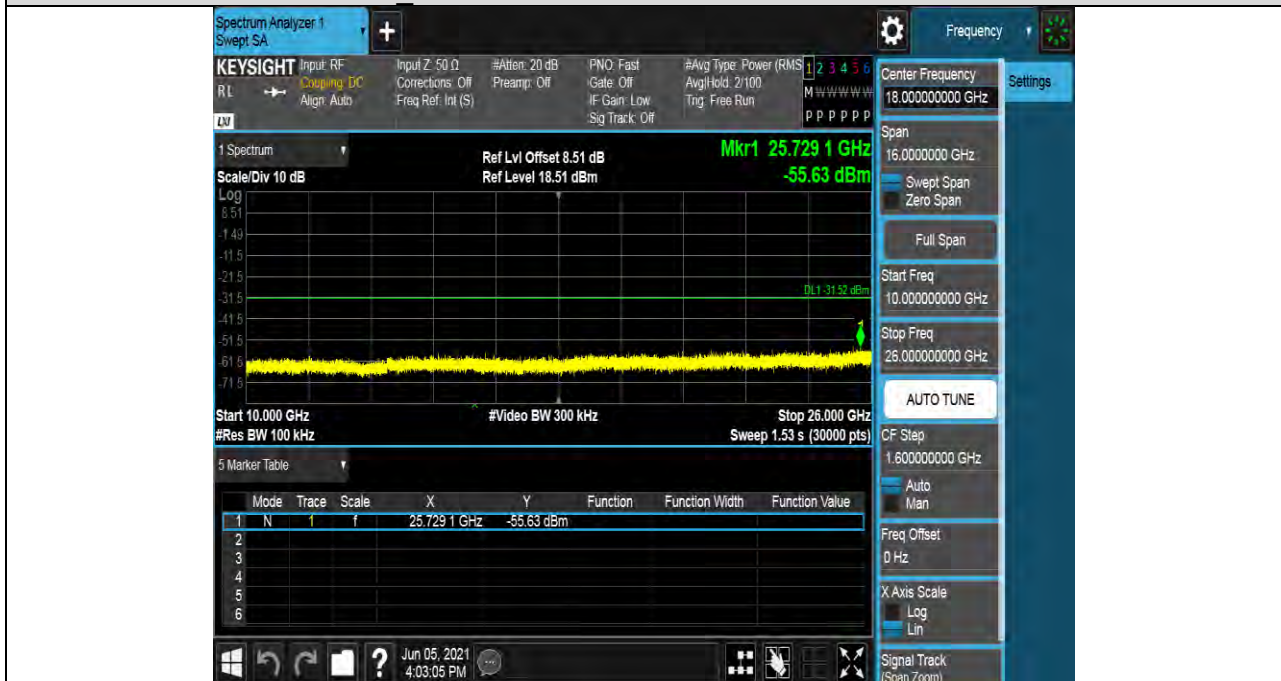 Spectrum Analyzer 1
Swept SA
+
Frequency
KEYSIGHT
RL
LXI
Input: RF
Coupling: DC
Align: Auto
Input Z: 50 Ω
Corrections: Off
Freq Ref: Int (S)
#Atten: 20 dB
Preamp: Off
PNO: Fast
Gate: Off
IF Gain: Low
Sig Track: Off
#Avg Type: Power (RMS
Avg|Hold: 2/100
Trig: Free Run
1 2 3 4 5 6
M W W W W W
P P P P P P
1 Spectrum
Scale/Div 10 dB
Ref Lvl Offset 8.51 dB
Ref Level 18.51 dBm
Mkr1 25.729 1 GHz
-55.63 dBm
Log
8.51
-1.49
-11.5
-21.5
-31.5
-41.5
-51.5
-61.5
-71.5
DL1 -31.52 dBm
1
Start 10.000 GHz
#Res BW 100 kHz
#Video BW 300 kHz
Stop 26.000 GHz
Sweep 1.53 s (30000 pts)
5 Marker Table
Mode Trace Scale X Y Function Function Width Function Value
1 N 1 f 25.729 1 GHz -55.63 dBm
2
3
4
5
6
?
Jun 05, 2021
4:03:05 PM
Center Frequency
18.000000000 GHz
Settings
Span
16.0000000 GHz
Swept Span
Zero Span
Full Span
Start Freq
10.000000000 GHz
Stop Freq
26.000000000 GHz
AUTO TUNE
CF Step
1.600000000 GHz
Auto
Man
Freq Offset
0 Hz
X Axis Scale
Log
Lin
Signal Track
(Span Zoom)